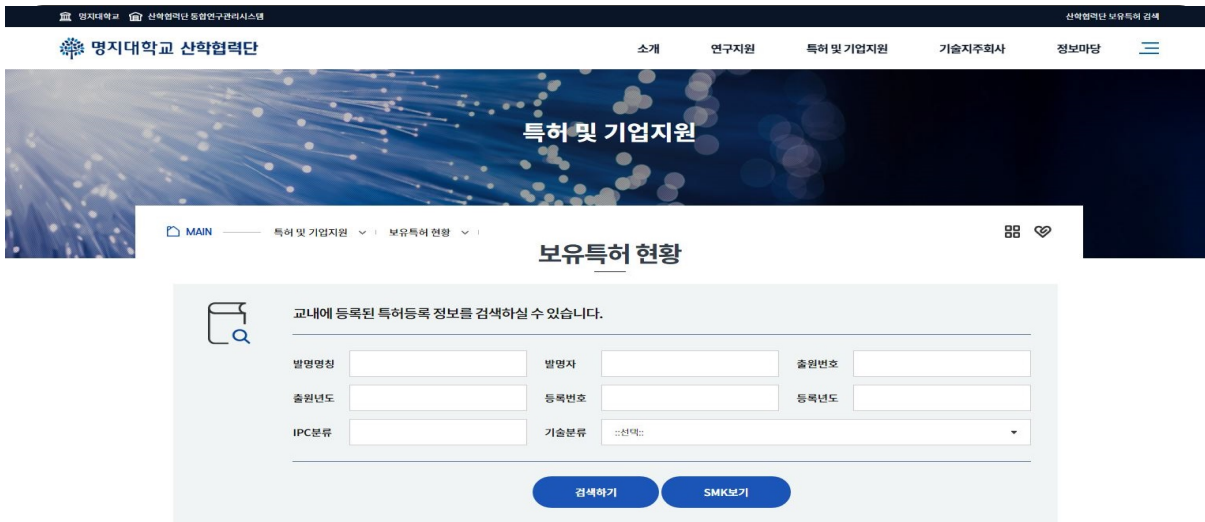 명지대학교 산학협력단 통합연구관리시스템 산학협력단 보유특허 검색
명지대학교 산학협력단 소개 연구지원 특허 및 기업지원 기술지주회사 정보마당
특허 및 기업지원
MAIN 특허 및 기업지원 보유특허 현황
보유특허 현황
교내에 등록된 특허등록 정보를 검색하실 수 있습니다.
발명명칭 발명자 출원번호
출원년도 등록번호 등록년도
IPC분류 기술분류 ::선택::
검색하기 SMK보기